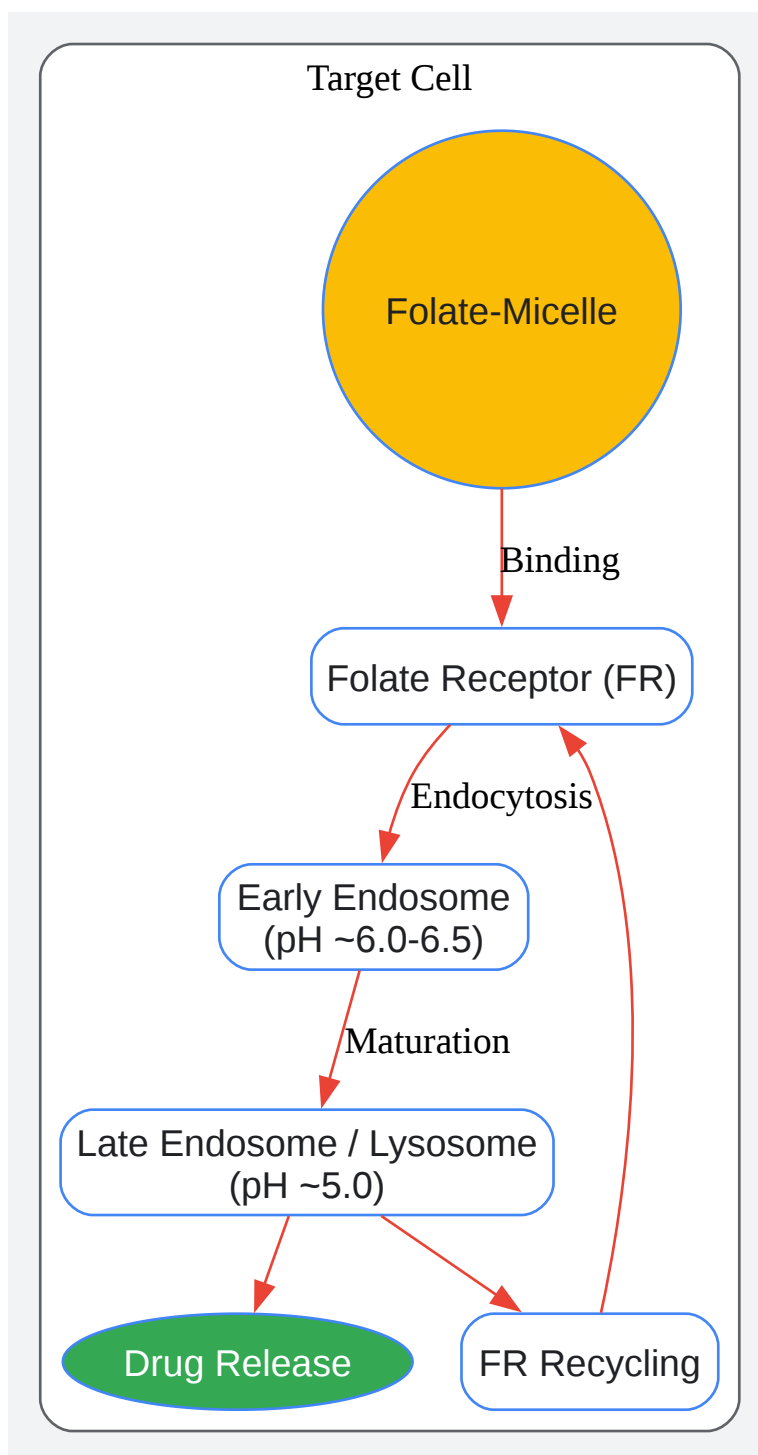 Target Cell
Folate-Micelle
Binding
Folate Receptor (FR)
Endocytosis
Early Endosome
(pH ~6.0-6.5)
Maturation
Late Endosome / Lysosome
(pH ~5.0)
Drug Release
FR Recycling